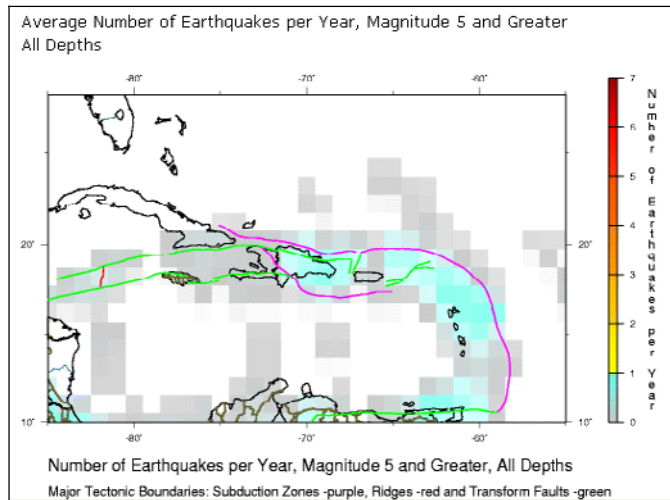 Average Number of Earthquakes per Year, Magnitude 5 and Greater
All Depths
-80˚ -70˚ -60˚
20˚ 20˚
10˚ 10˚
-80˚ -70˚ -60˚
7
6
5
4
3
2
1
0
Number of Earthquakes per Year
Number of Earthquakes per Year, Magnitude 5 and Greater, All Depths
Major Tectonic Boundaries: Subduction Zones -purple, Ridges -red and Transform Faults -green